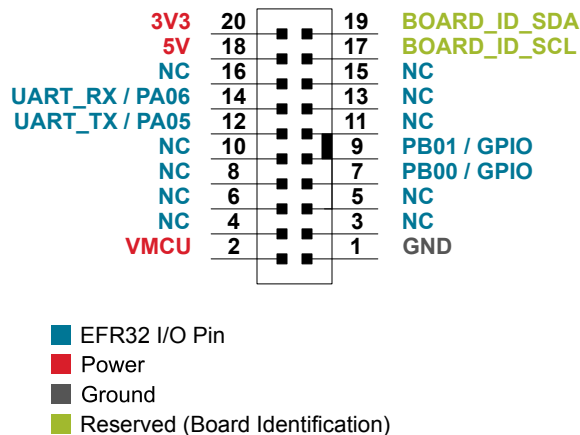 3V3 20 19 BOARD_ID_SDA
5V 18 17 BOARD_ID_SCL
NC 16 15 NC
UART_RX / PA06 14 13 NC
UART_TX / PA05 12 11 NC
NC 10 9 PB01 / GPIO
NC 8 7 PB00 / GPIO
NC 6 5 NC
NC 4 3 NC
VMCU 2 1 GND
EFR32 I/O Pin
Power
Ground
Reserved (Board Identification)